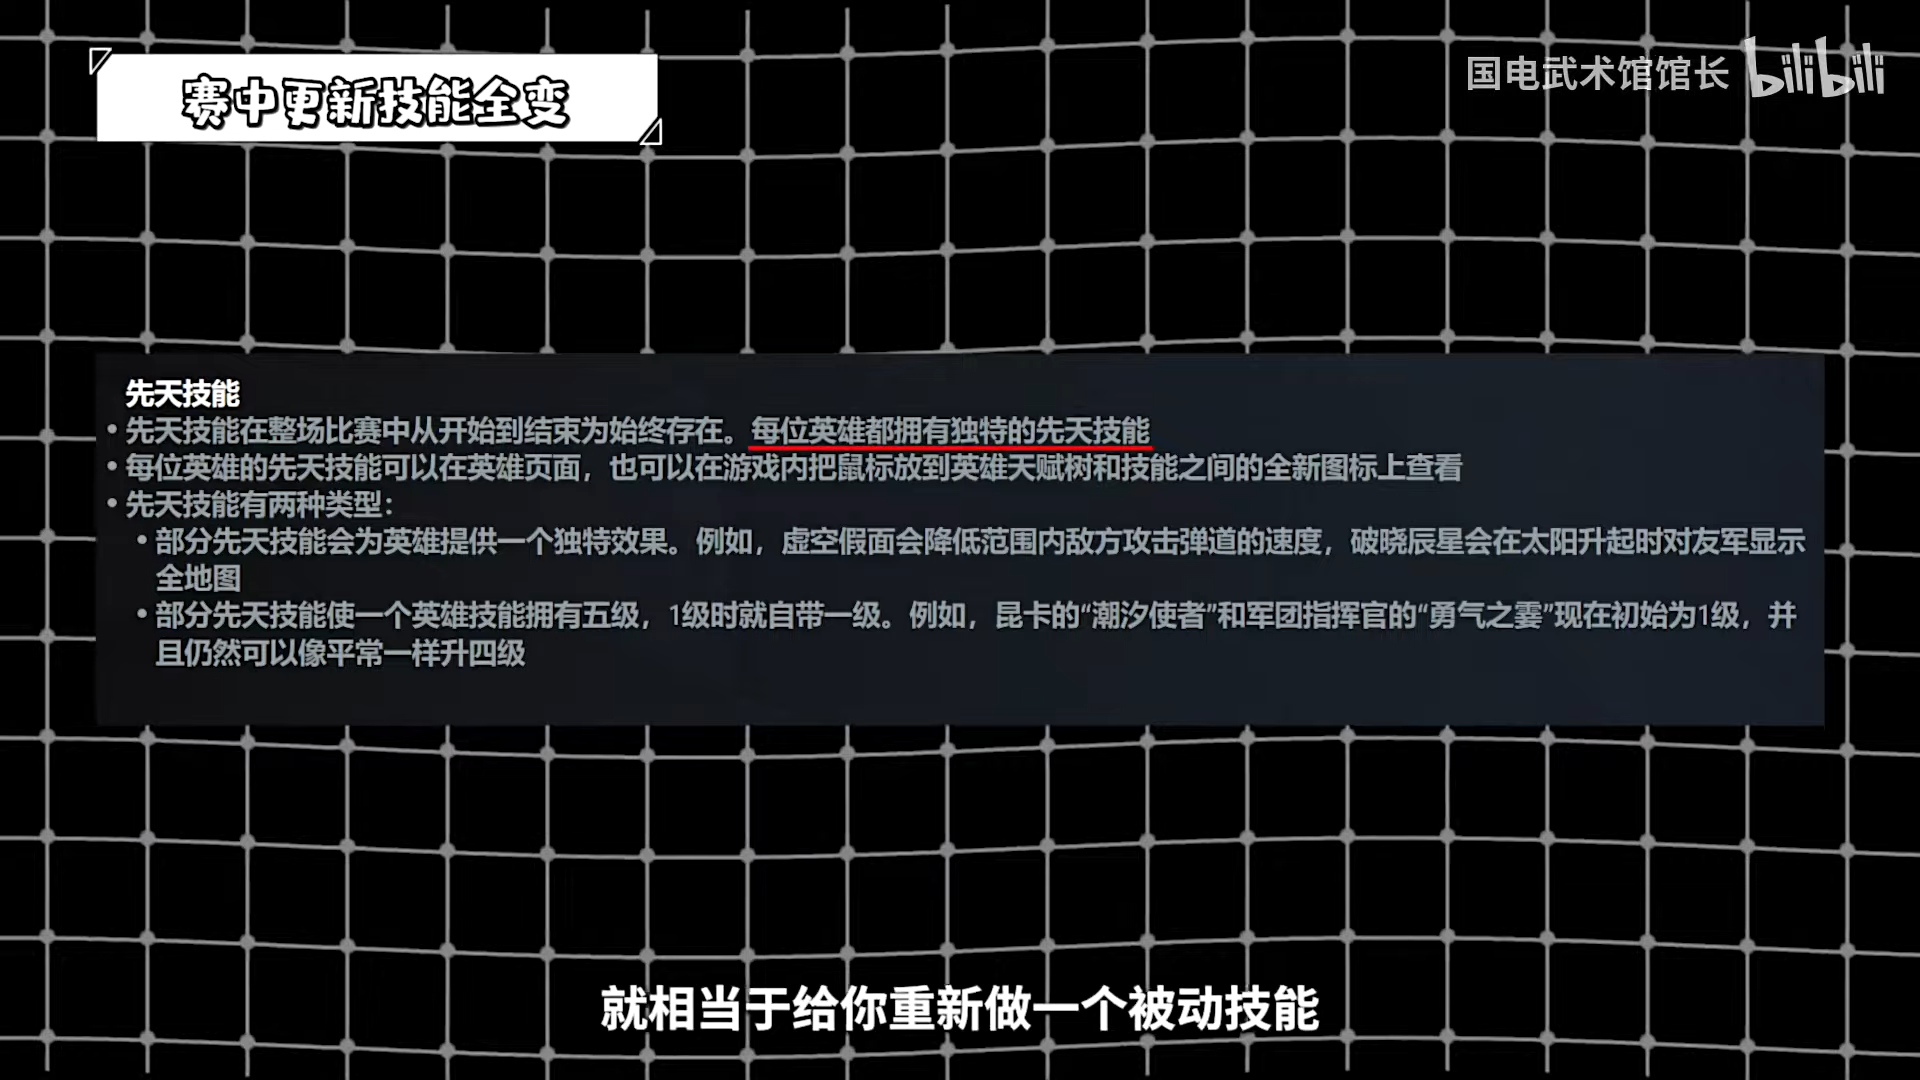 赛中更新技能全变
国电武术馆馆长 bilibili
先天技能
• 先天技能在整场比赛中从开始到结束为始终存在。每位英雄都拥有独特的先天技能
• 每位英雄的先天技能可以在英雄页面，也可以在游戏内把鼠标放到英雄天赋树和技能之间的全新图标上查看
• 先天技能有两种类型：
• 部分先天技能会为英雄提供一个独特效果。例如，虚空假面会降低范围内敌方攻击弹道的速度，破晓辰星会在太阳升起时对友军显示
全地图
• 部分先天技能使一个英雄技能拥有五级，1级时就自带一级。例如，昆卡的“潮汐使者”和军团指挥官的“勇气之霎”现在初始为1级，并
且仍然可以像平常一样升四级
就相当于给你重新做一个被动技能